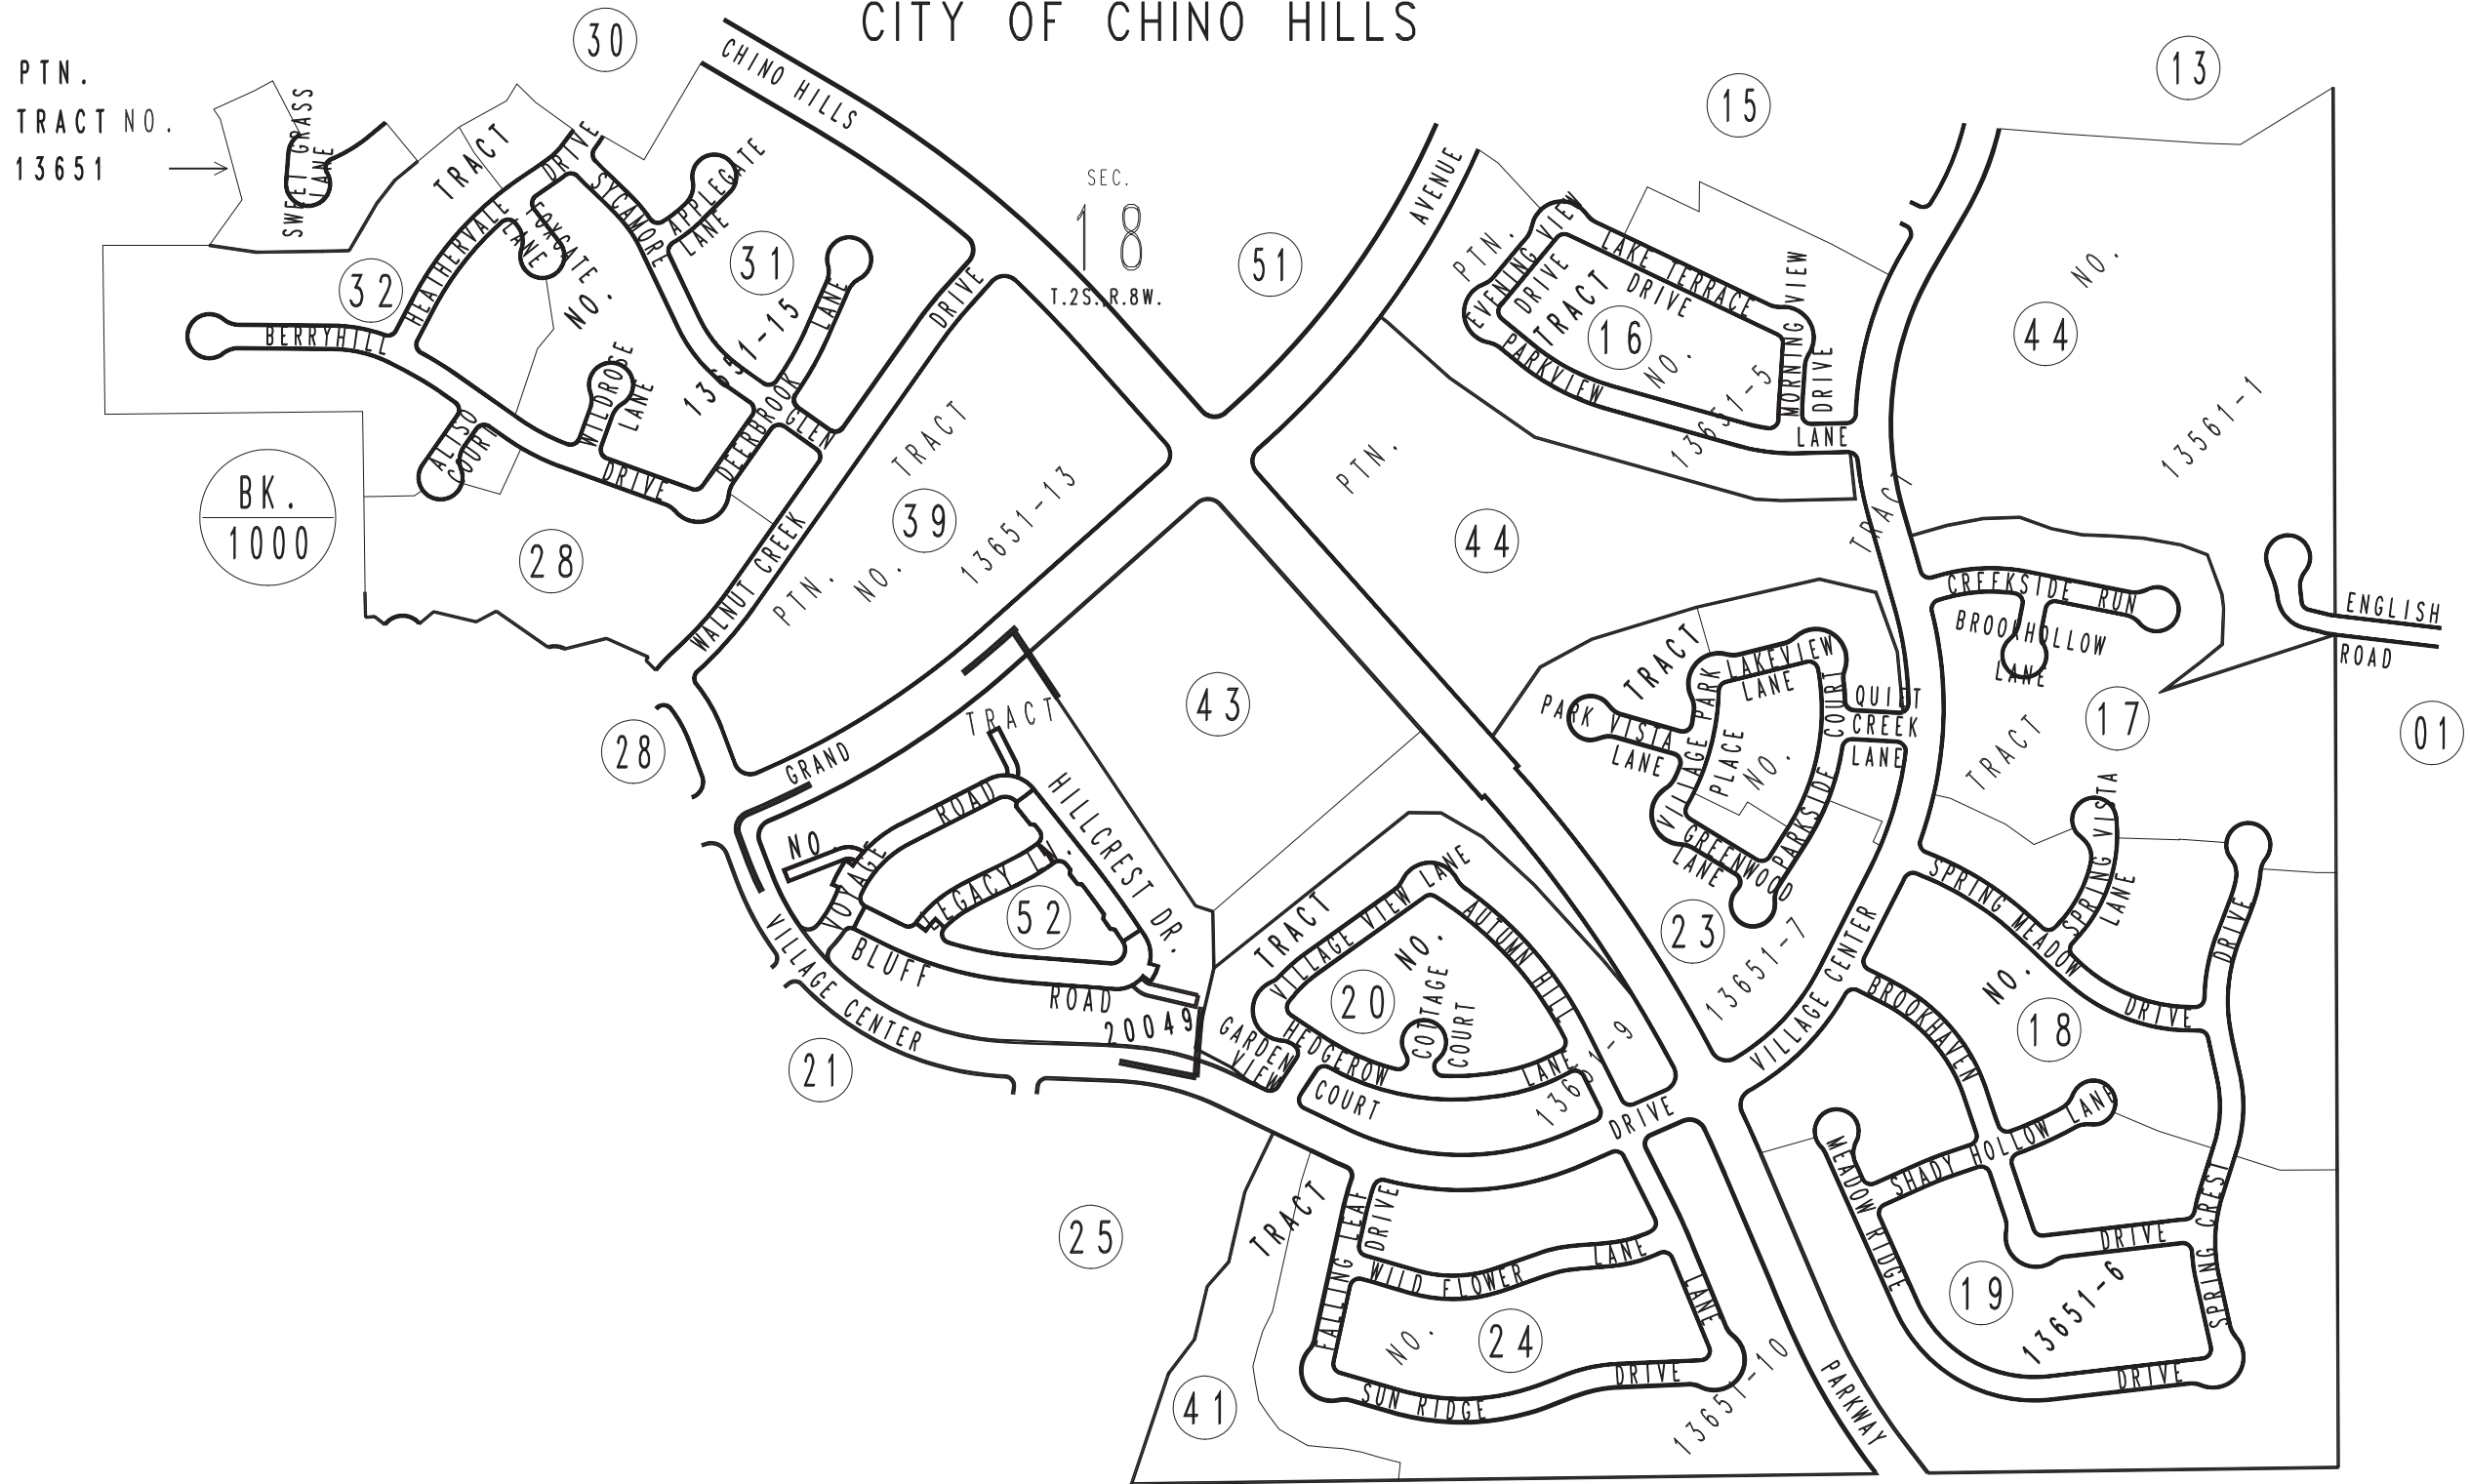 CITY OF CHINO HILLS
30
13
PTN.
TRACT NO.
13651
CHINO HILLS
15
SWEET GRASS
LANE
TRACT
DRIVE
SYCAMORE
APPLEGATE
LANE
SEC.
18
T.2S.,R.8W.
AVENUE
51
PTN.
EVENING VIEW
DRIVE
LAKE TERRACE
DRIVE
TRACT
16
NO.
13651-5
MORNING VIEW
DRIVE
PARKVIEW
LANE
NO.
44
13561-1
HEATHERVALE
LANE
NO.
31
32
BERRYHILL
LANE
DRIVE
WILDROSE
LANE
DEERBROOK
GLEN
ALISO
COURT
DRIVE
BK.
1000
28
TRACT
39
NO.
PTN.
13651-13
WALNUT CREEK
PTN.
44
TRACT
CREEKSIDE RUN
BROOKHOLLOW
LANE
ENGLISH
ROAD
TRACT
LAKEVIEW
LANE
PARK VISTA
LANE
VILLAGE PARK
PLACE
NO.
COURT
PARKSIDE
QUIET
CREEK
LANE
GREENWOOD
LANE
43
28
GRAND
TRACT
TRACT
17
01
NO.
VOYAGE
ROAD
LEGACY LN.
HILLCREST DR.
52
BLUFF
ROAD
20049
VILLAGE CENTER
21
TRACT
VILLAGE VIEW LANE
AUTUMN HILL
LANE
NO.
20
COTTAGE
COURT
GARDEN
VIEW
HEDGEROW
COURT
23
13651-7
VILLAGE CENTER
VILLAGE CENTER
DRIVE
SPRING VISTA
LANE
SPRING MEADOW
DRIVE
NO.
18
DRIVE
BROOKHAVEN
SHADY HOLLOW LANE
MEADOW RIDGE
DRIVE
SPRING CREST
19
13651-6
DRIVE
25
TRACT
FALLING LEAF
DRIVE
WILD FLOWER
LANE
LANE
NO.
24
SUN RIDGE
DRIVE
13651-10
41
PARKWAY